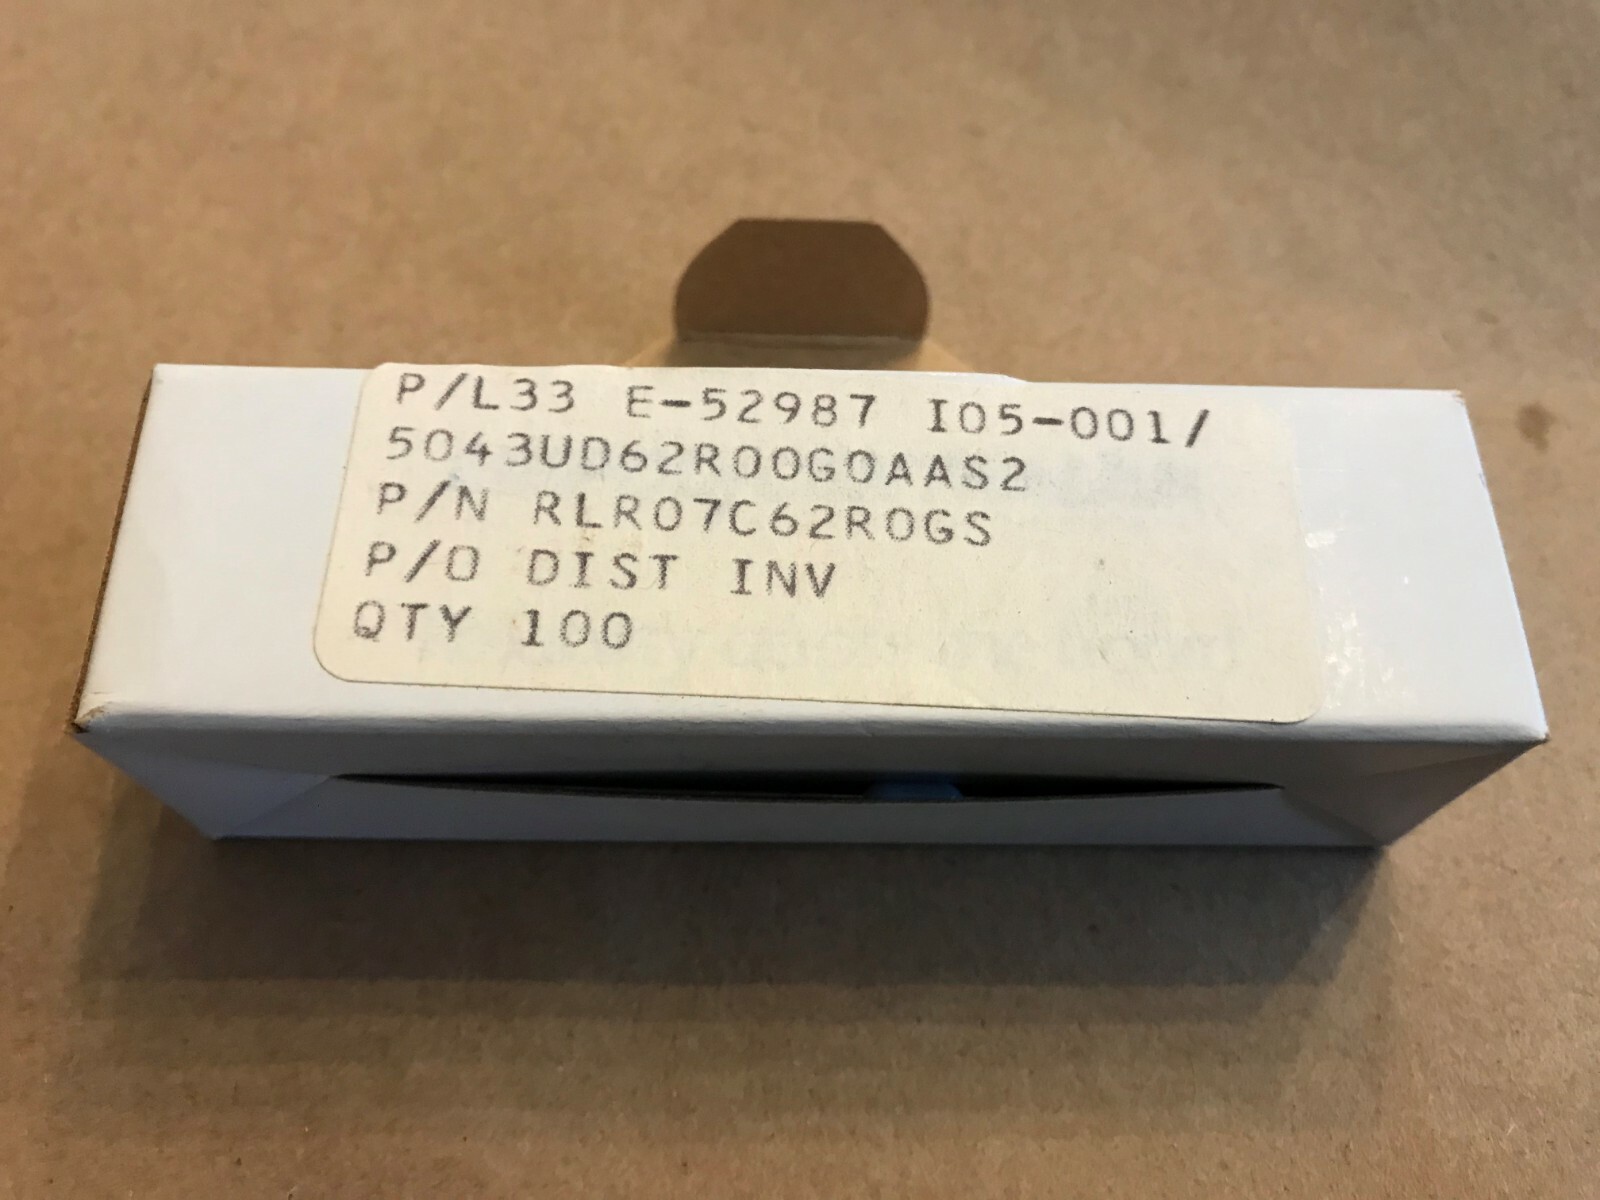 P/L33 E-52987 I05-001/
5043UD62R00G0AAS2
P/N RLR07C62R0GS
P/O DIST INV
QTY 100